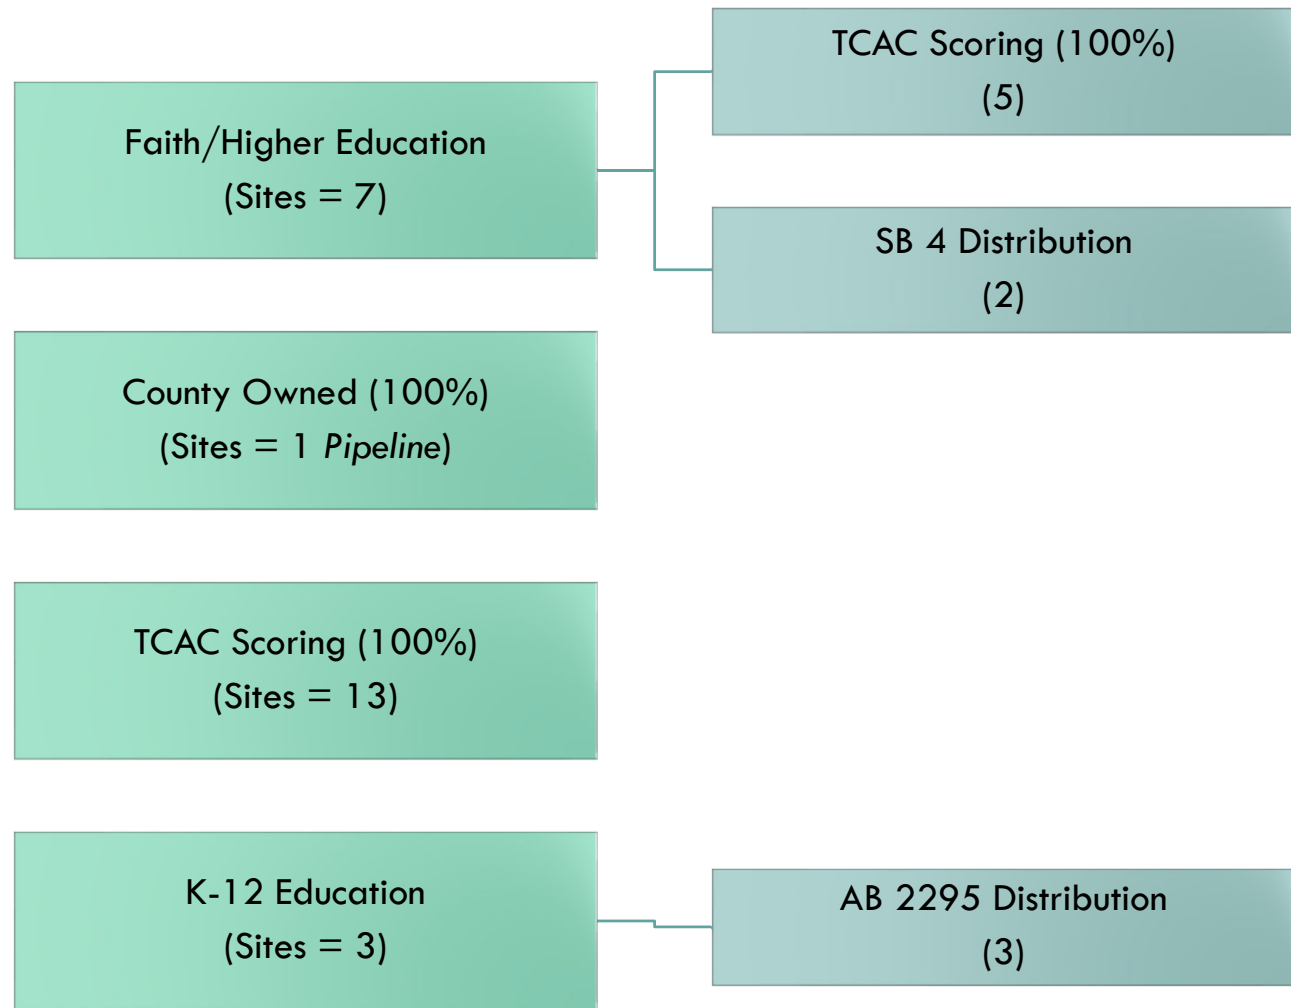 Faith/Higher Education
(Sites = 7)
TCAC Scoring (100%)
(5)
SB 4 Distribution
(2)
County Owned (100%)
(Sites = 1 Pipeline)
TCAC Scoring (100%)
(Sites = 13)
K-12 Education
(Sites = 3)
AB 2295 Distribution
(3)